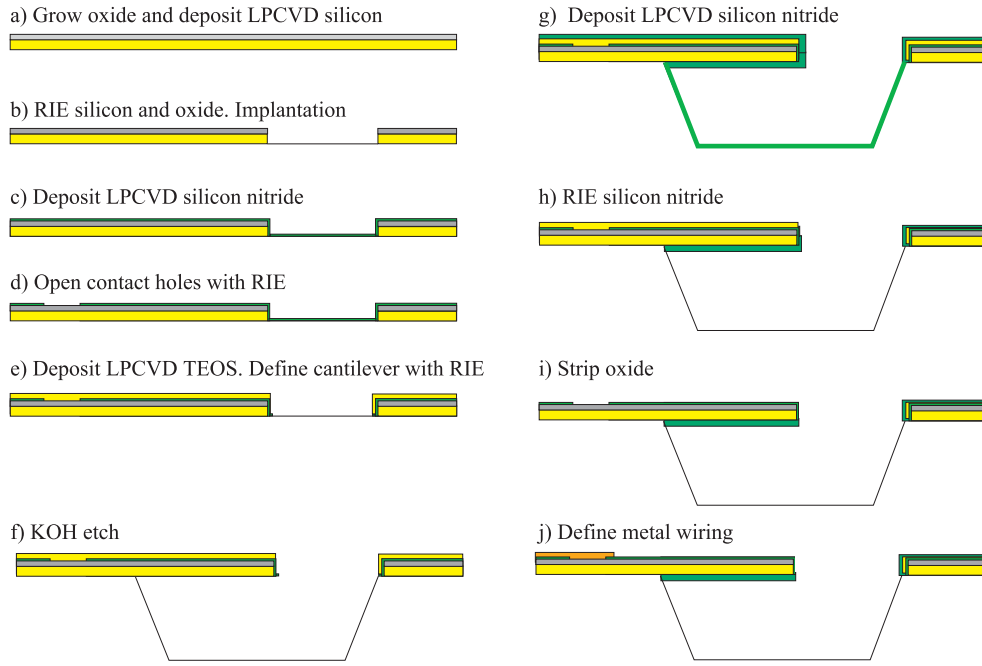 a) Grow oxide and deposit LPCVD silicon
b) RIE silicon and oxide. Implantation
c) Deposit LPCVD silicon nitride
d) Open contact holes with RIE
e) Deposit LPCVD TEOS. Define cantilever with RIE
f) KOH etch
g) Deposit LPCVD silicon nitride
h) RIE silicon nitride
i) Strip oxide
j) Define metal wiring